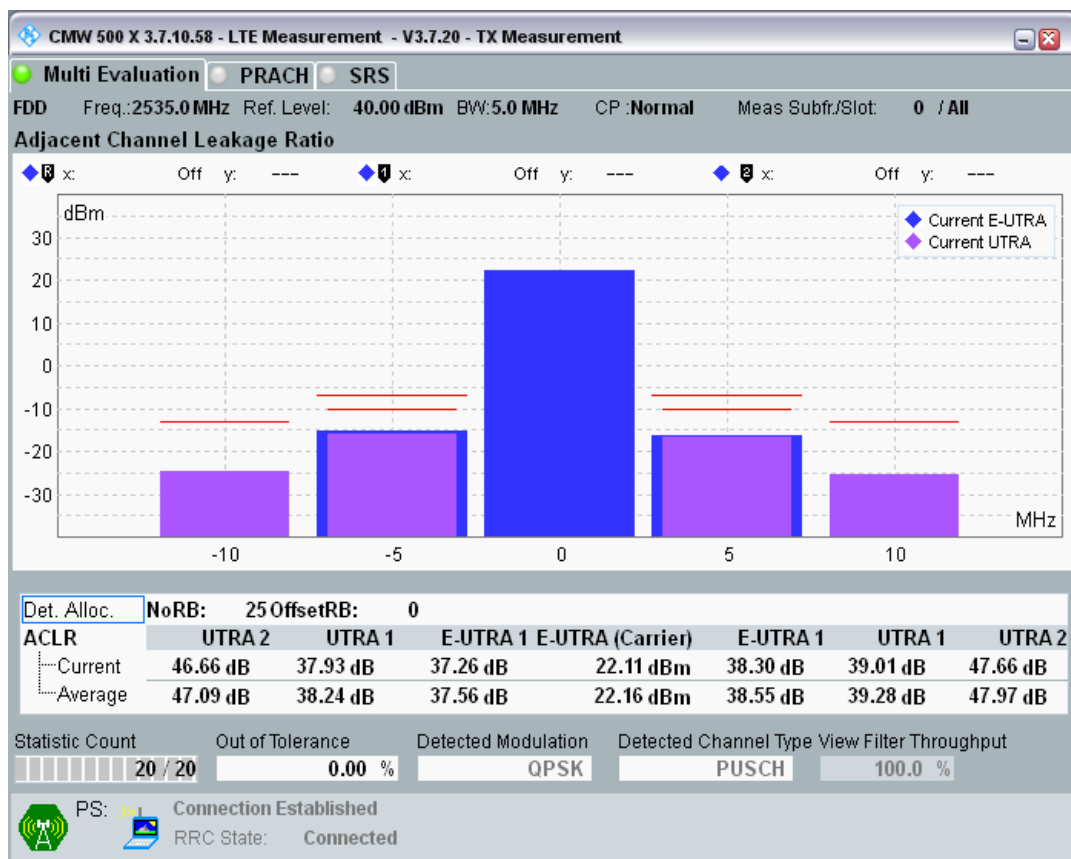 CMW 500 X 3.7.10.58 - LTE Measurement - V3.7.20 - TX Measurement
Multi Evaluation PRACH SRS
FDD Freq.:2535.0 MHz Ref. Level: 40.00 dBm BW:5.0 MHz CP :Normal Meas Subfr./Slot: 0 / All
Adjacent Channel Leakage Ratio
R x: Off y: --- 1 x: Off y: --- 2 x: Off y: ---
dBm
Current E-UTRA
Current UTRA
30
20
10
0
-10
-20
-30
MHz
-10 -5 0 5 10
Det. Alloc. NoRB: 25 OffsetRB: 0
ACLR UTRA 2 UTRA 1 E-UTRA 1 E-UTRA (Carrier) E-UTRA 1 UTRA 1 UTRA 2
Current 46.66 dB 37.93 dB 37.26 dB 22.11 dBm 38.30 dB 39.01 dB 47.66 dB
Average 47.09 dB 38.24 dB 37.56 dB 22.16 dBm 38.55 dB 39.28 dB 47.97 dB
Statistic Count Out of Tolerance Detected Modulation Detected Channel Type View Filter Throughput
20 / 20 0.00 % QPSK PUSCH 100.0 %
PS: Connection Established
RRC State: Connected